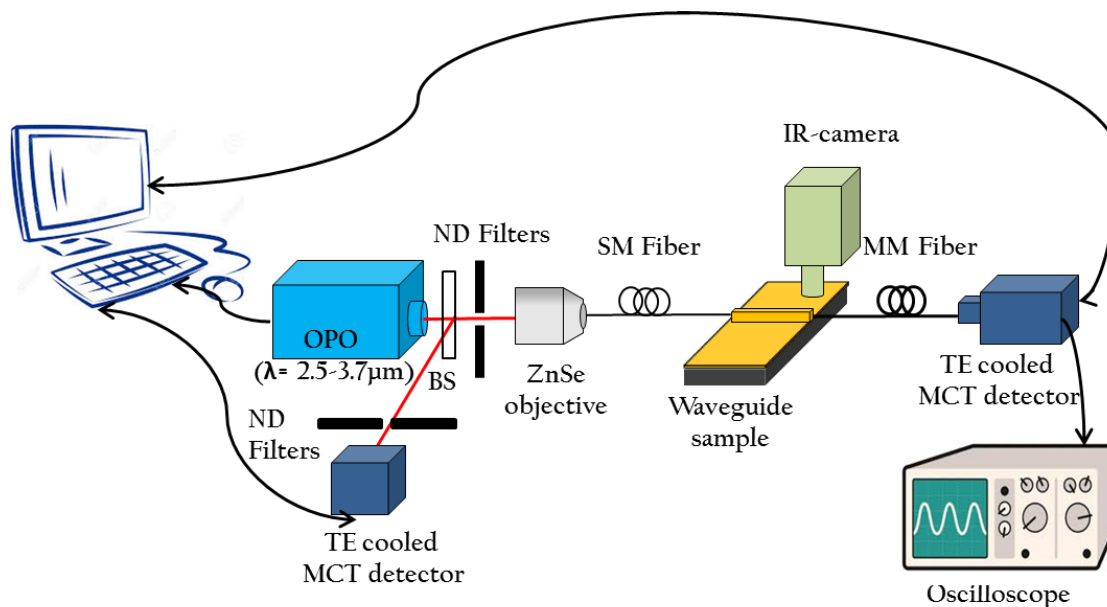 IR-camera
ND Filters
SM Fiber
MM Fiber
OPO
(λ= 2.5-3.7μm)
BS
ZnSe
objective
Waveguide
sample
TE cooled
MCT detector
ND
Filters
TE cooled
MCT detector
Oscilloscope